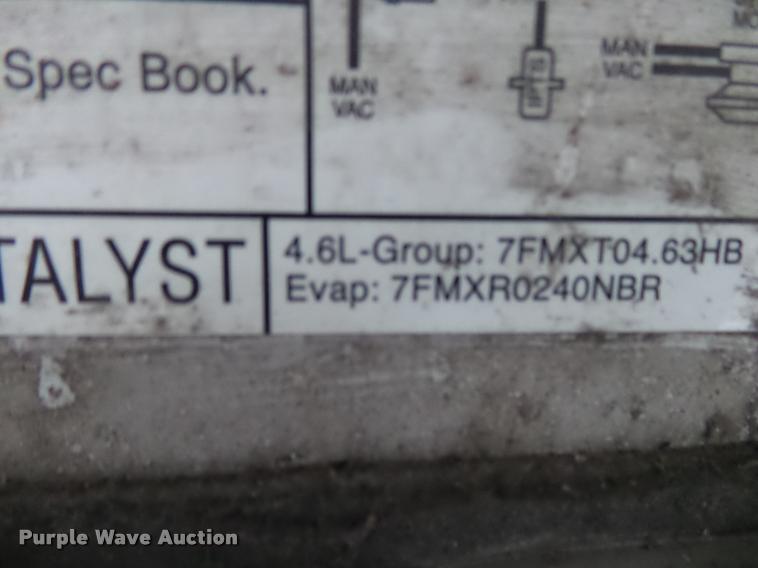 Spec Book.
MAN
VAC
MAN
VAC
TALYST
4.6L-Group: 7FMXT04.63HB
Evap: 7FMXR0240NBR
Purple Wave Auction